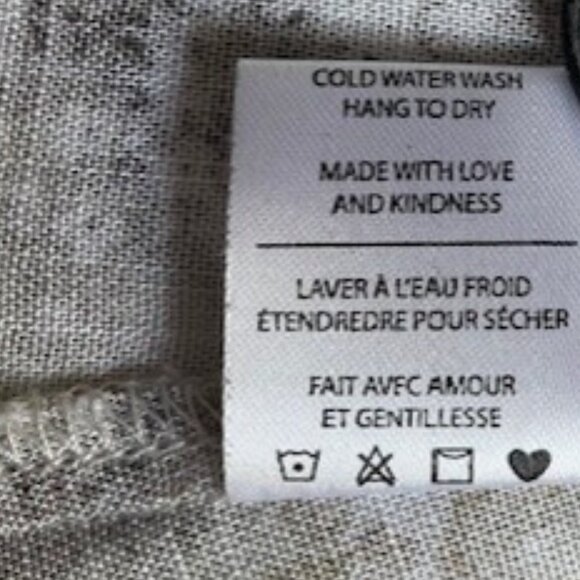 COLD WATER WASH
HANG TO DRY
MADE WITH LOVE
AND KINDNESS
LAVER À L'EAU FROID
ÉTENDREDRE POUR SÉCHER
FAIT AVEC AMOUR
ET GENTILLESSE